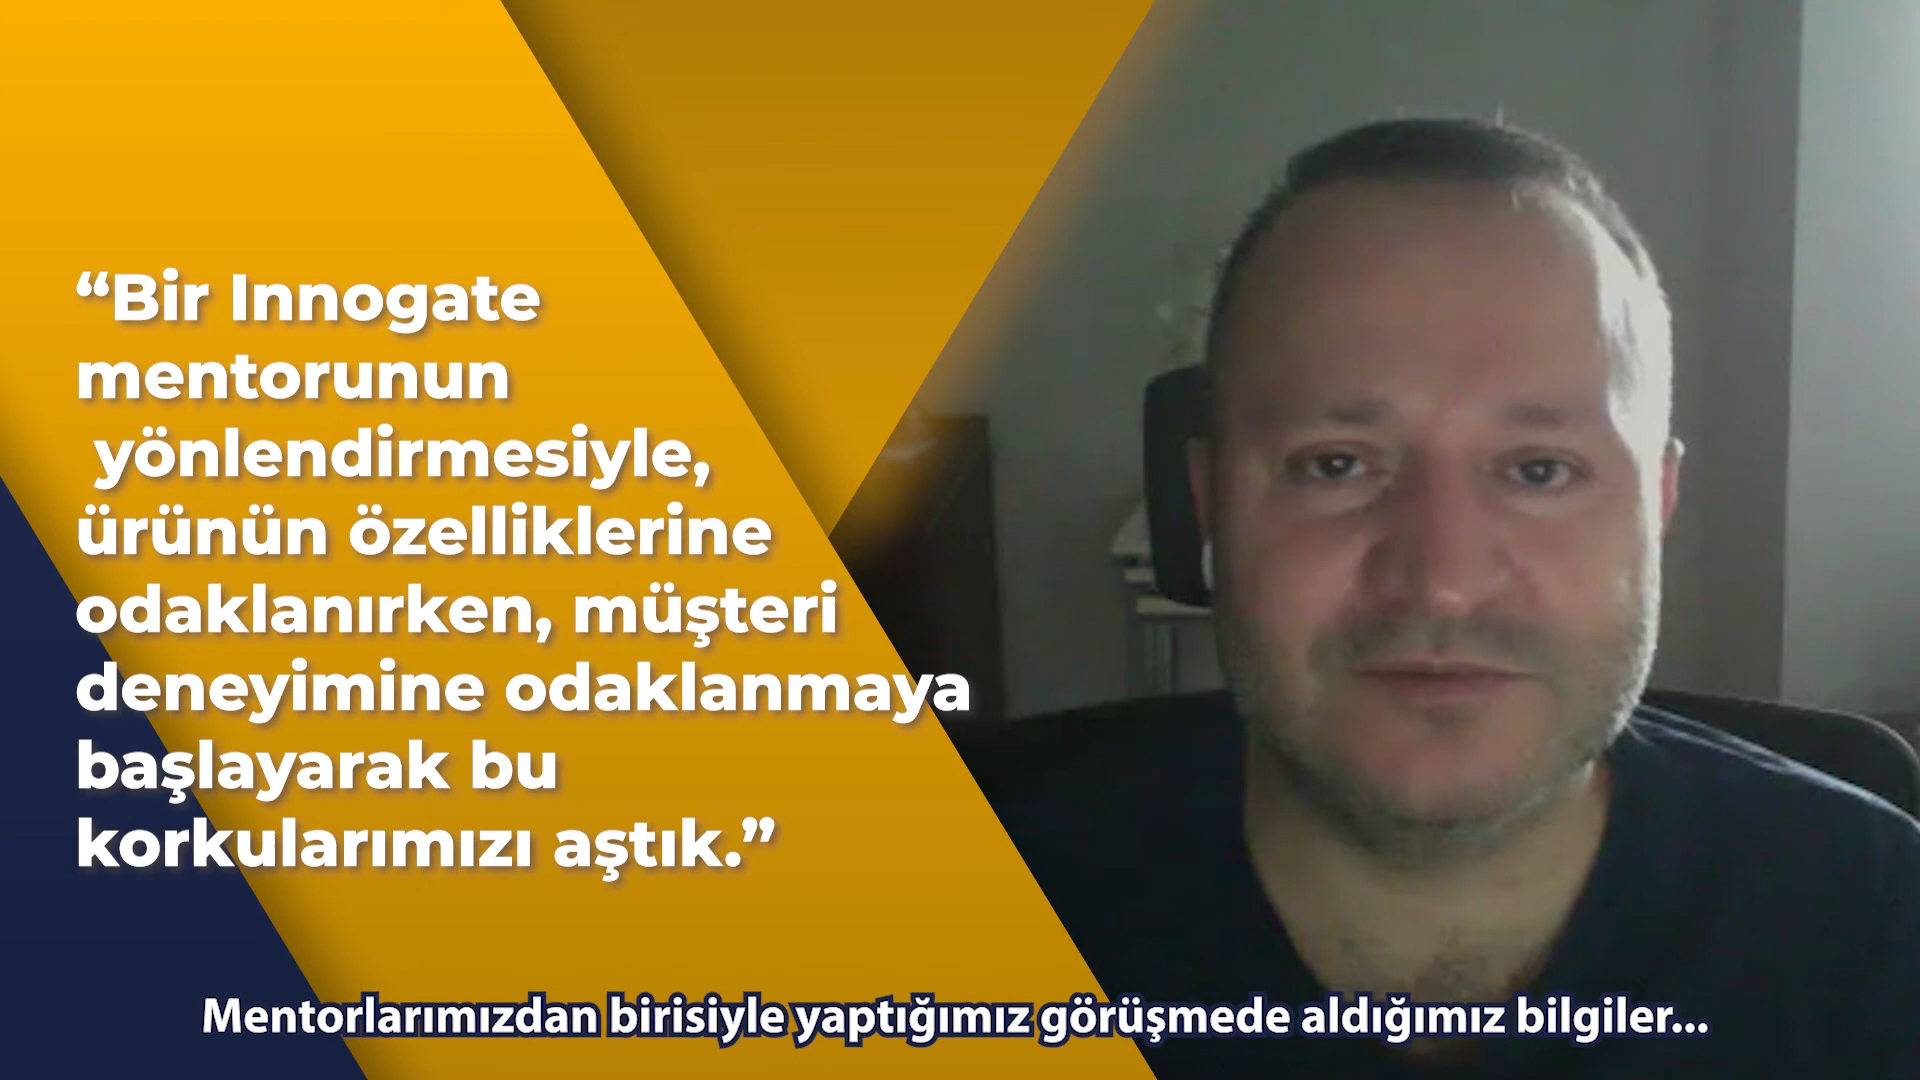 “Bir Innogate
mentorunun
yönlendirmesiyle,
ürünün özelliklerine
odaklanırken, müşteri
deneyimine odaklanmaya
başlayarak bu
korkularımızı aştık.”
Mentorlarımızdan birisiyle yaptığımız görüşmede aldığımız bilgiler...